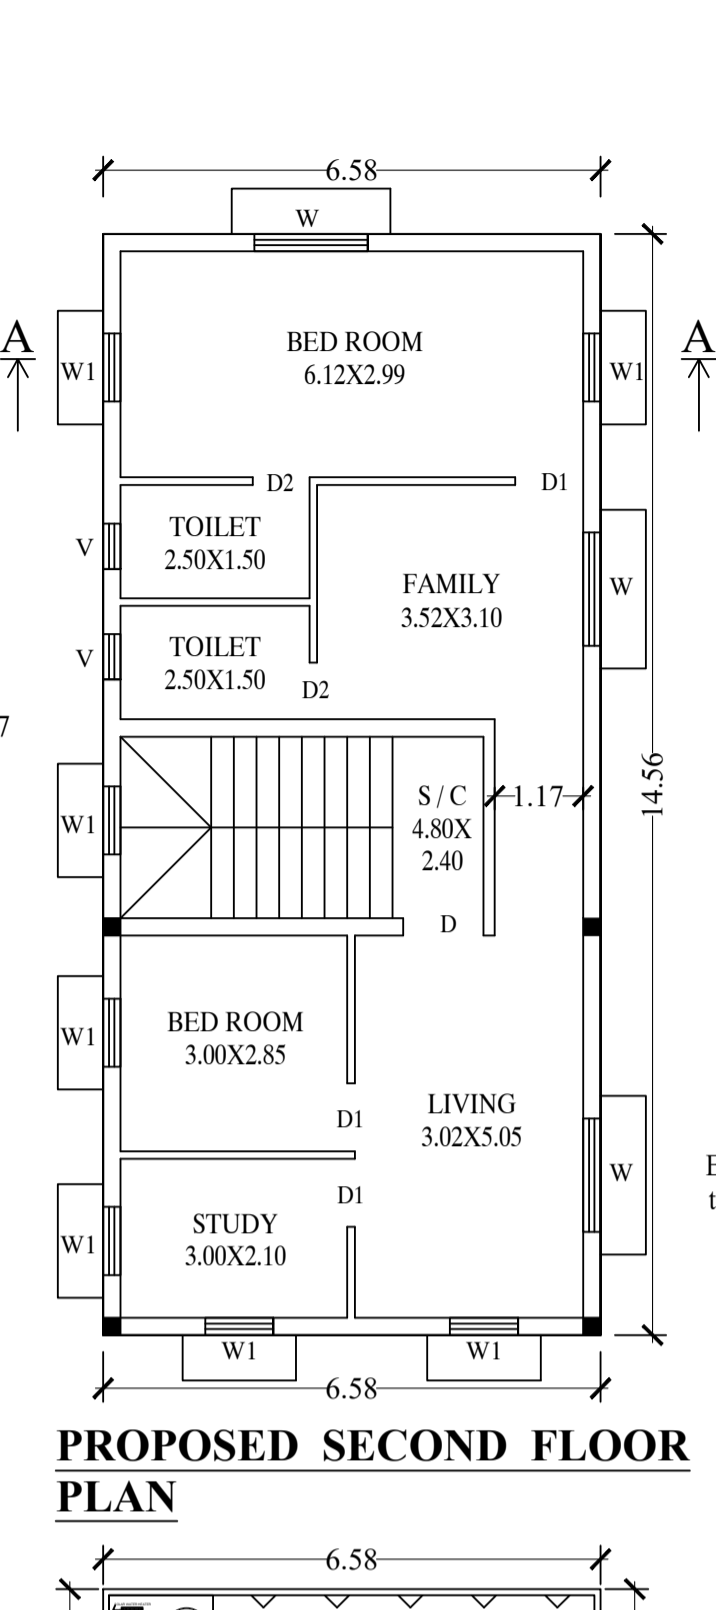 6.58
W
A
A
BED ROOM
6.12X2.99
W1
W1
D2
D1
TOILET
2.50X1.50
V
FAMILY
3.52X3.10
W
TOILET
2.50X1.50
V
D2
7
14.56
S / C
4.80X
2.40
1.17
W1
D
BED ROOM
3.00X2.85
W1
LIVING
3.02X5.05
D1
E
t
W
D1
STUDY
3.00X2.10
W1
W1
W1
6.58
PROPOSED SECOND FLOOR
PLAN
6.58